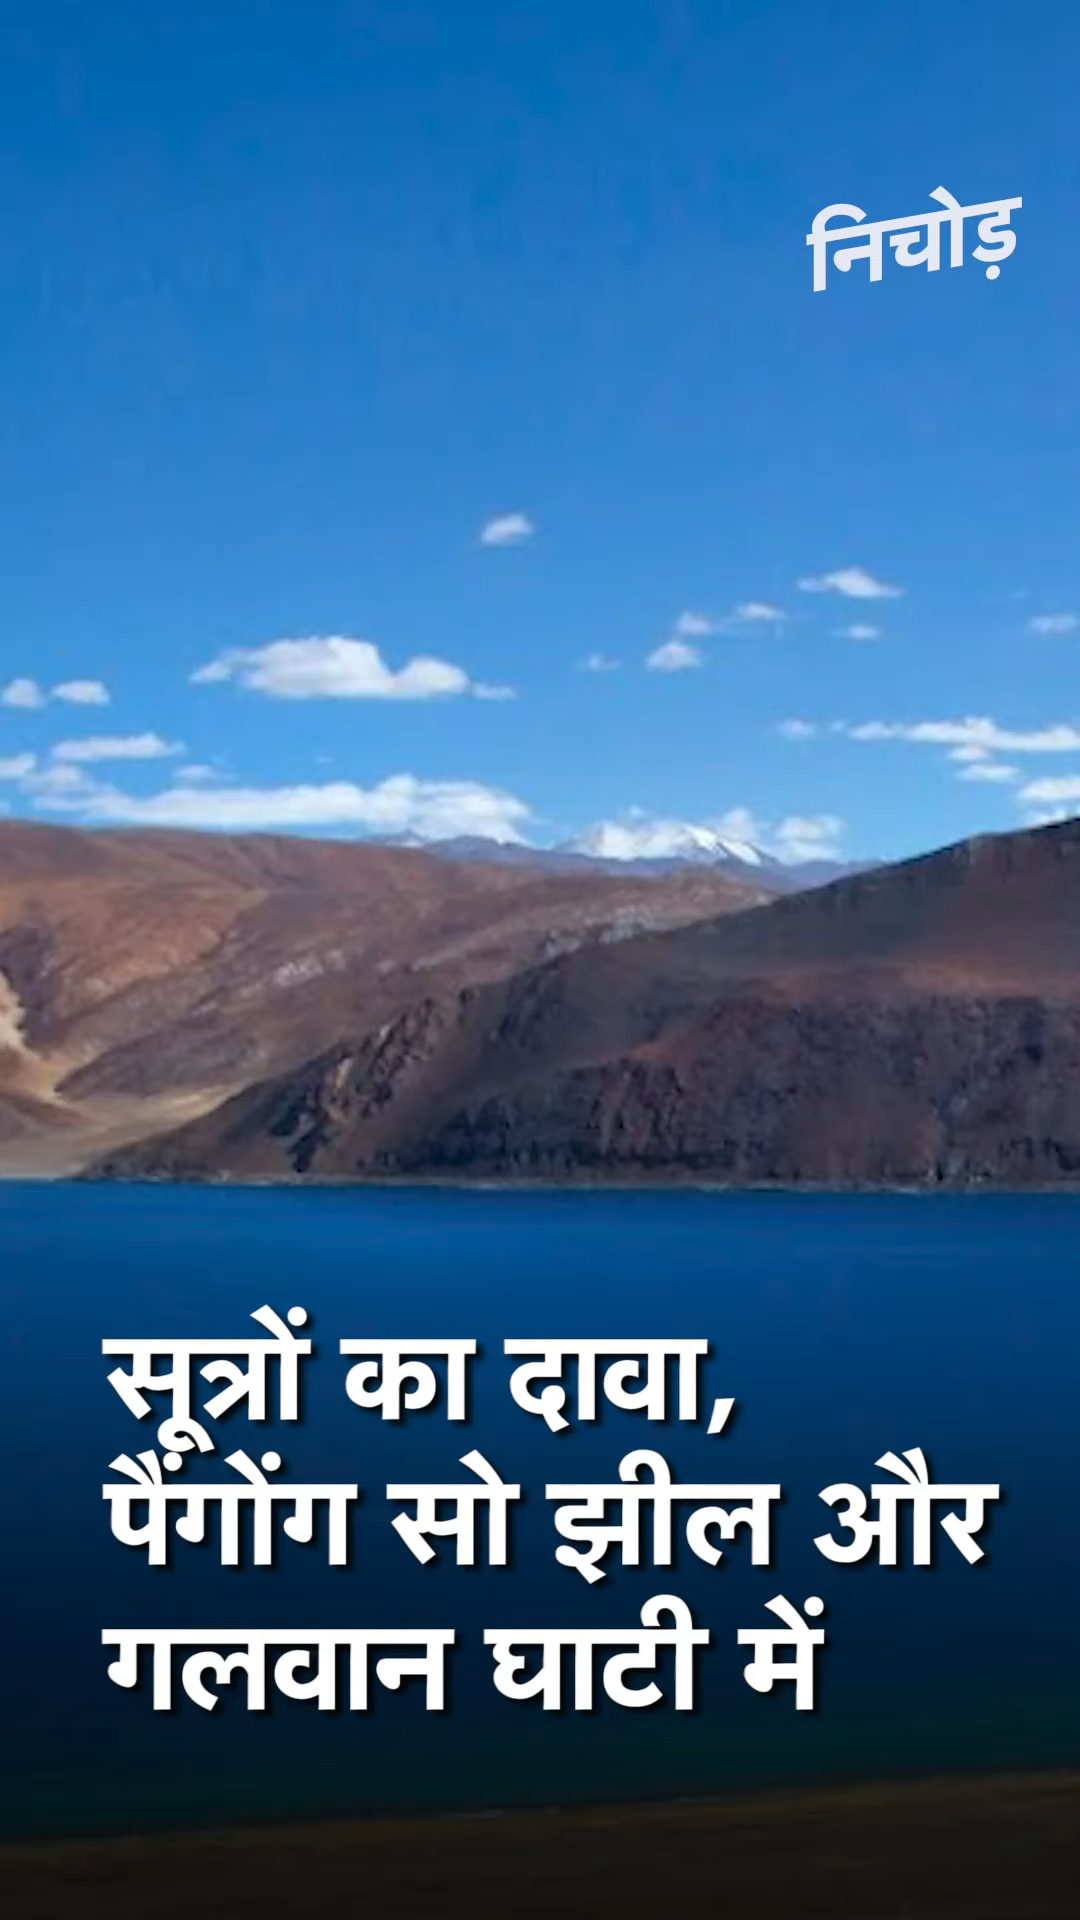 निचोड़
सूत्रों का दावा,
पैंगोंग सो झील और
गलवान घाटी में